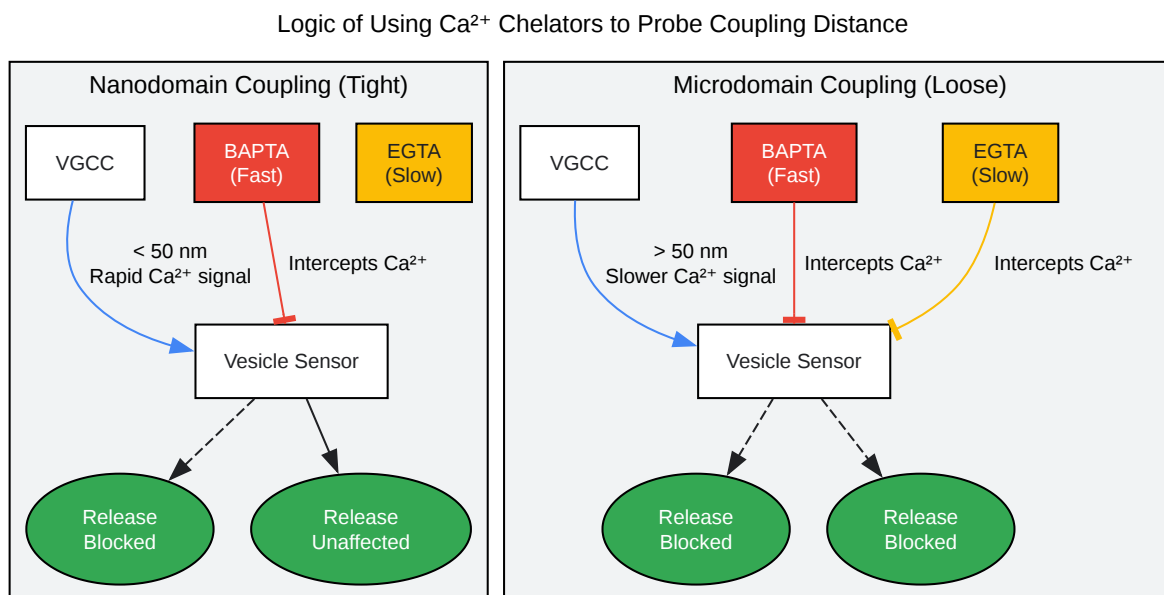 Logic of Using Ca²⁺ Chelators to Probe Coupling Distance
Nanodomain Coupling (Tight)
VGCC
BAPTA
(Fast)
EGTA
(Slow)
< 50 nm
Rapid Ca²⁺ signal
Intercepts Ca²⁺
Vesicle Sensor
Release
Blocked
Release
Unaffected
Microdomain Coupling (Loose)
VGCC
BAPTA
(Fast)
EGTA
(Slow)
> 50 nm
Slower Ca²⁺ signal
Intercepts Ca²⁺
Intercepts Ca²⁺
Vesicle Sensor
Release
Blocked
Release
Blocked